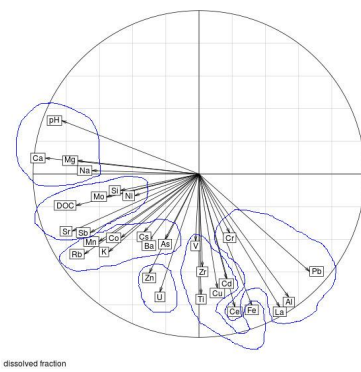 pH
Ca
Mg
Na
Si
Mo
Ni
DOC
Sr
Sb
Co
Cs
Mn
Ba
As
V
Cr
Rb
K
Zr
Pb
Zn
Cd
U
Cu
Ti
Al
Ce
Fe
La
dissolved fraction